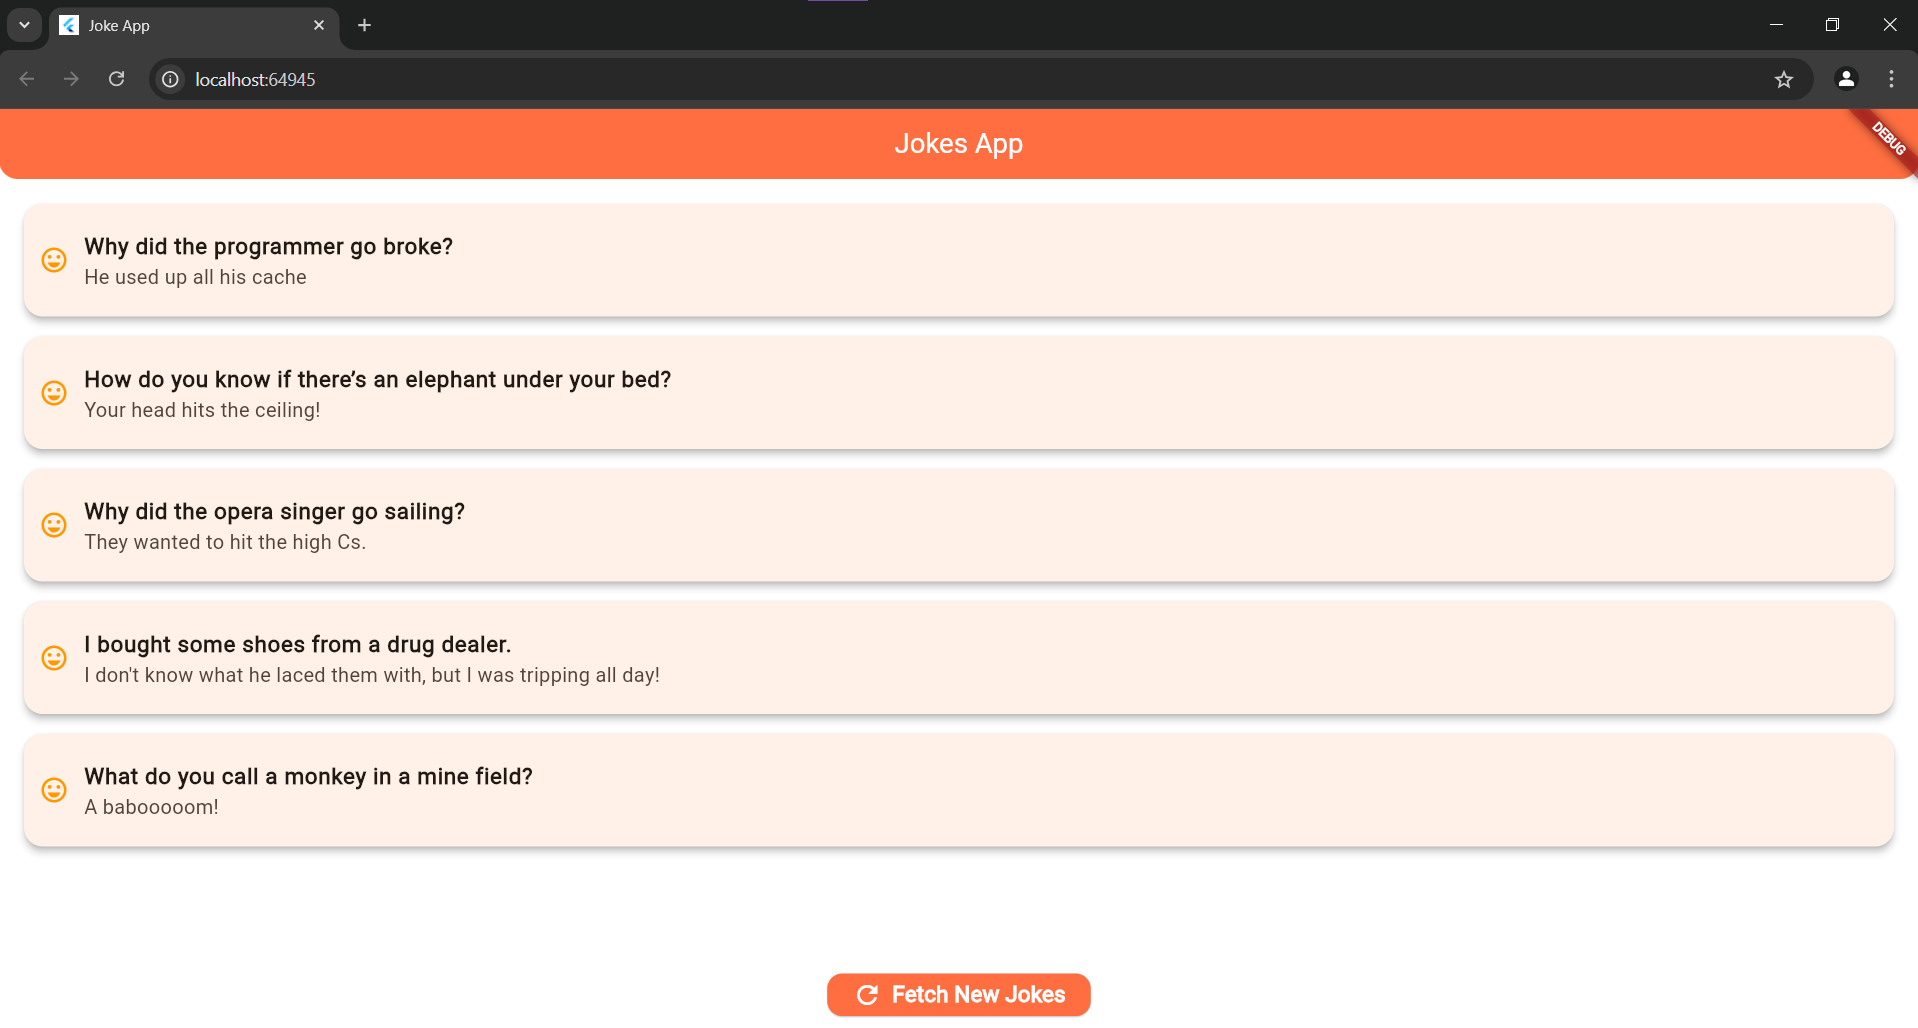 Joke App
localhost:64945
Jokes App
DEBUG
Why did the programmer go broke?
He used up all his cache
How do you know if there’s an elephant under your bed?
Your head hits the ceiling!
Why did the opera singer go sailing?
They wanted to hit the high Cs.
I bought some shoes from a drug dealer.
I don't know what he laced them with, but I was tripping all day!
What do you call a monkey in a mine field?
A babooooom!
Fetch New Jokes